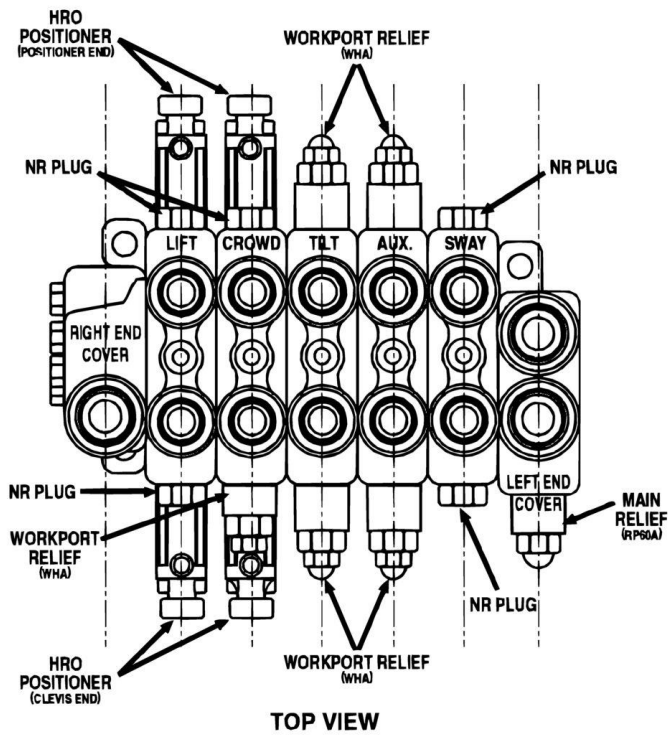 HRO
POSITIONER
(POSITIONER END)
WORKPORT RELIEF
(WHA)
NR PLUG
NR PLUG
LIFT
CROWD
TILT
AUX.
SWAY
RIGHT END
COVER
LEFT END
COVER
NR PLUG
WORKPORT
RELIEF
(WHA)
MAIN
RELIEF
(RP60A)
NR PLUG
HRO
POSITIONER
(CLEVIS END)
WORKPORT RELIEF
(WHA)
TOP VIEW